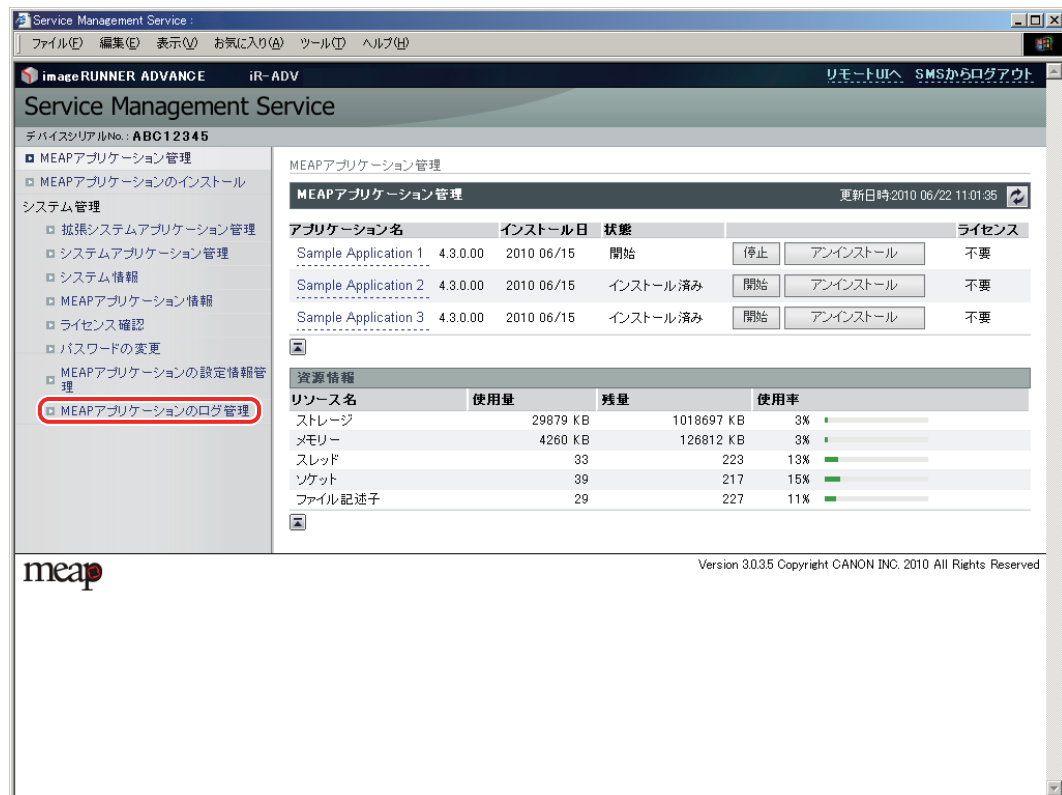 Service Management Service :
ファイル(F) 編集(E) 表示(V) お気に入り(A) ツール(T) ヘルプ(H)
imageRUNNER ADVANCE iR-ADV リモートUIへ SMSからログアウト
Service Management Service
デバイスシリアルNo.: ABC12345
MEAPアプリケーション管理
MEAPアプリケーションのインストール
システム管理
拡張システムアプリケーション管理
システムアプリケーション管理
システム情報
MEAPアプリケーション情報
ライセンス確認
パスワードの変更
MEAPアプリケーションの設定情報管
理
MEAPアプリケーションのログ管理
MEAPアプリケーション管理
MEAPアプリケーション管理 更新日時:2010 06/22 11:01:35
アプリケーション名 インストール日 状態 ライセンス
Sample Application 1 4.3.0.00 2010 06/15 開始 停止 アンインストール 不要
Sample Application 2 4.3.0.00 2010 06/15 インストール済み 開始 アンインストール 不要
Sample Application 3 4.3.0.00 2010 06/15 インストール済み 開始 アンインストール 不要
資源情報
リソース名 使用量 残量 使用率
ストレージ 29879 KB 1018697 KB 3%
メモリー 4260 KB 126812 KB 3%
スレッド 33 223 13%
ソケット 39 217 15%
ファイル記述子 29 227 11%
meap
Version 3.0.3.5 Copyright CANON INC. 2010 All Rights Reserved